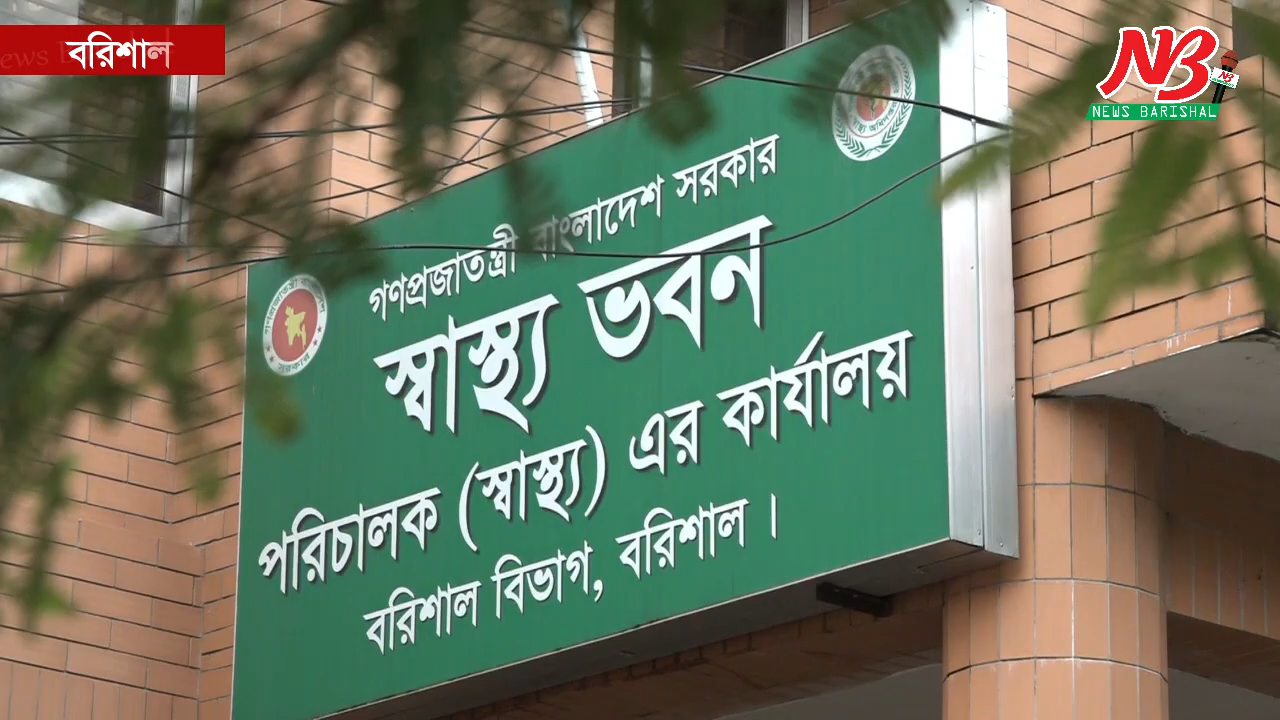 বরিশাল
NB
NEWS BARISHAL
গণপ্রজাতন্ত্রী বাংলাদেশ সরকার
স্বাস্থ্য ভবন
পরিচালক (স্বাস্থ্য) এর কার্যালয়
বরিশাল বিভাগ, বরিশাল ।